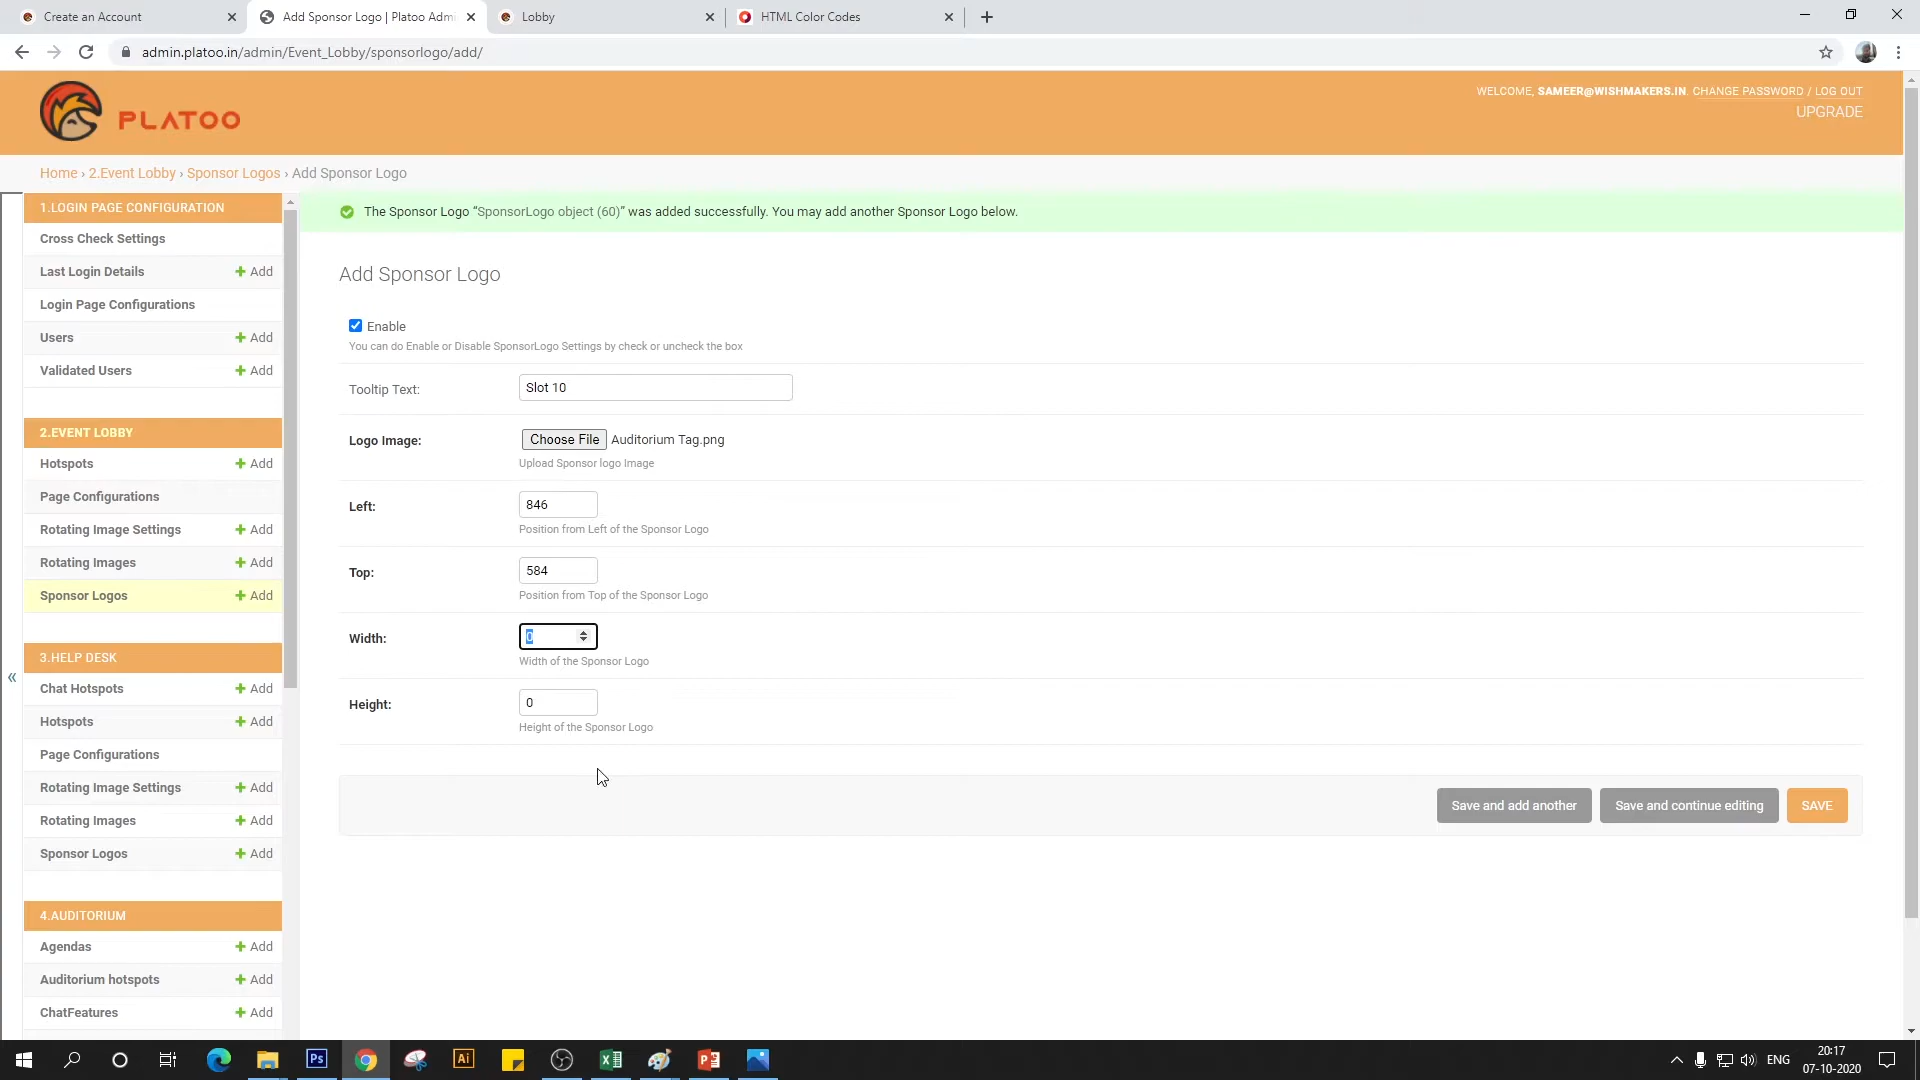 Create an Account
Add Sponsor Logo | Platoo Admi
Lobby
HTML Color Codes
admin.platoo.in/admin/Event_Lobby/sponsorlogo/add/
PLATOO
WELCOME, SAMEER@WISHMAKERS.IN. CHANGE PASSWORD / LOG OUT
UPGRADE
Home › 2.Event Lobby › Sponsor Logos › Add Sponsor Logo
1.LOGIN PAGE CONFIGURATION
Cross Check Settings
Last Login Details Add
Login Page Configurations
Users Add
Validated Users Add
2.EVENT LOBBY
Hotspots Add
Page Configurations
Rotating Image Settings Add
Rotating Images Add
Sponsor Logos Add
3.HELP DESK
Chat Hotspots Add
Hotspots Add
Page Configurations
Rotating Image Settings Add
Rotating Images Add
Sponsor Logos Add
4.AUDITORIUM
Agendas Add
Auditorium hotspots Add
ChatFeatures Add
«
The Sponsor Logo “SponsorLogo object (60)” was added successfully. You may add another Sponsor Logo below.
Add Sponsor Logo
Enable
You can do Enable or Disable SponsorLogo Settings by check or uncheck the box
Tooltip Text: Slot 10
Logo Image: Choose File Auditorium Tag.png
Upload Sponsor logo Image
Left: 846
Position from Left of the Sponsor Logo
Top: 584
Position from Top of the Sponsor Logo
Width: 0
Width of the Sponsor Logo
Height: 0
Height of the Sponsor Logo
Save and add another Save and continue editing SAVE
Ps
Ai
ENG
20:17
07-10-2020